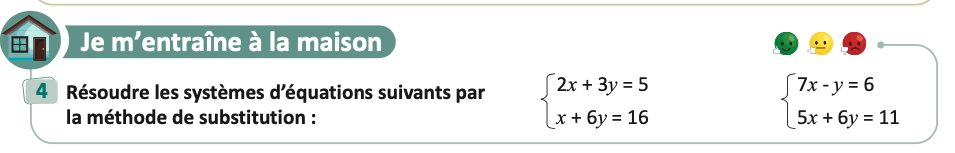 Je m'entraîne à la maison
4 Résoudre les systèmes d'équations suivants par
la méthode de substitution :
2x + 3y = 5
x + 6y = 16
7x - y = 6
5x + 6y = 11